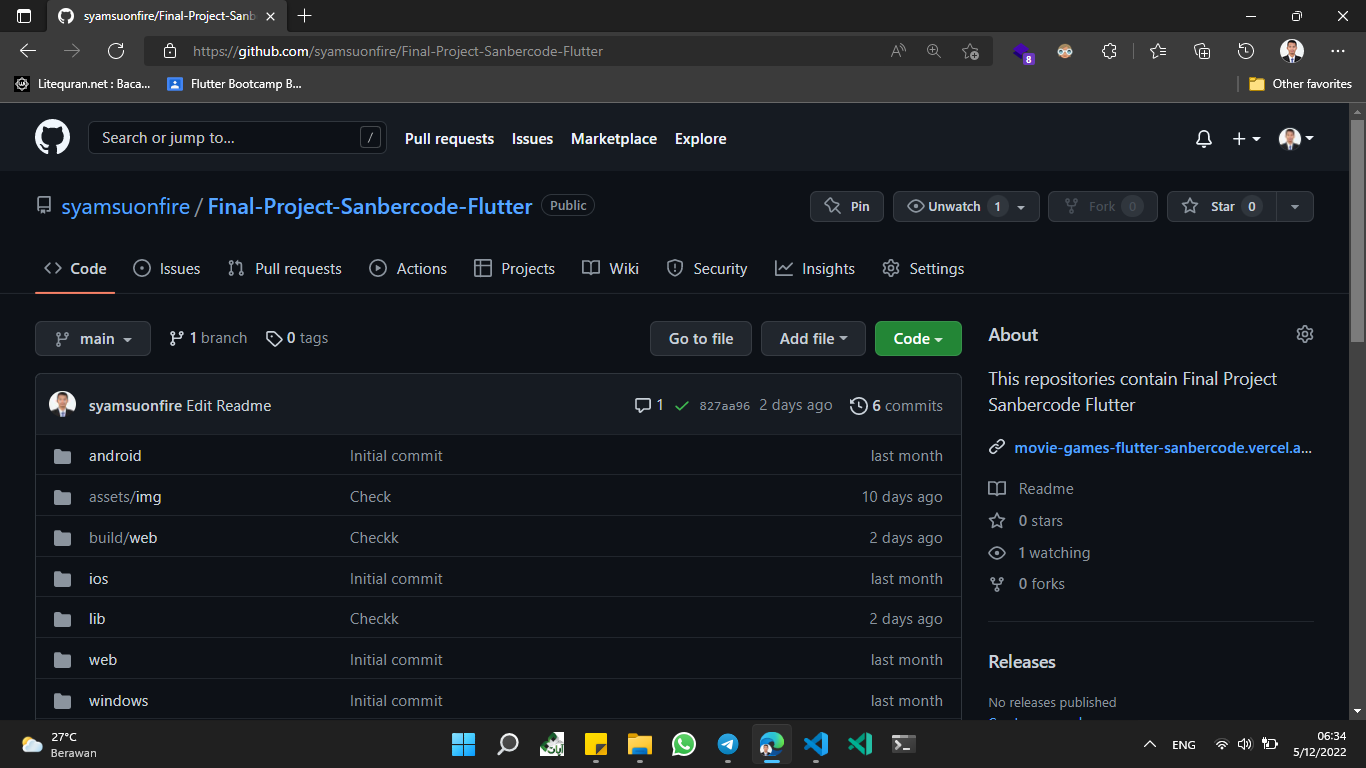 syamsuonfire/Final-Project-Sanb
https://github.com/syamsuonfire/Final-Project-Sanbercode-Flutter
8
Litequran.net : Baca... Flutter Bootcamp B... Other favorites
Search or jump to... / Pull requests Issues Marketplace Explore
syamsuonfire / Final-Project-Sanbercode-Flutter Public Pin Unwatch 1 Fork 0 Star 0
Code Issues Pull requests Actions Projects Wiki Security Insights Settings
main 1 branch 0 tags Go to file Add file Code
syamsuonfire Edit Readme 1 827aa96 2 days ago 6 commits
android Initial commit last month
assets/img Check 10 days ago
build/web Checkk 2 days ago
ios Initial commit last month
lib Checkk 2 days ago
web Initial commit last month
windows Initial commit last month
About
This repositories contain Final Project
Sanbercode Flutter
movie-games-flutter-sanbercode.vercel.a...
Readme
0 stars
1 watching
0 forks
Releases
No releases published
27°C
Berawan
ENG
06:34
5/12/2022